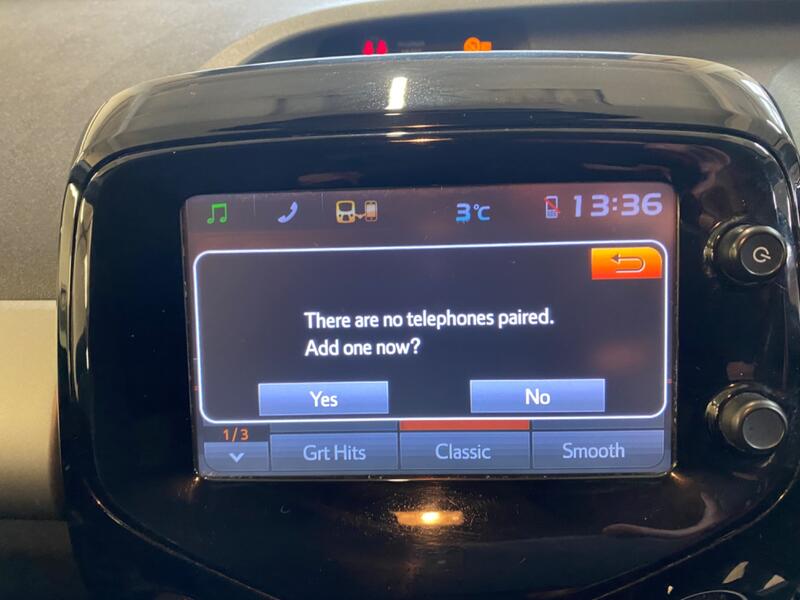 3°C
13:36
There are no telephones paired.
Add one now?
Yes
No
1/3
Grt Hits
Classic
Smooth